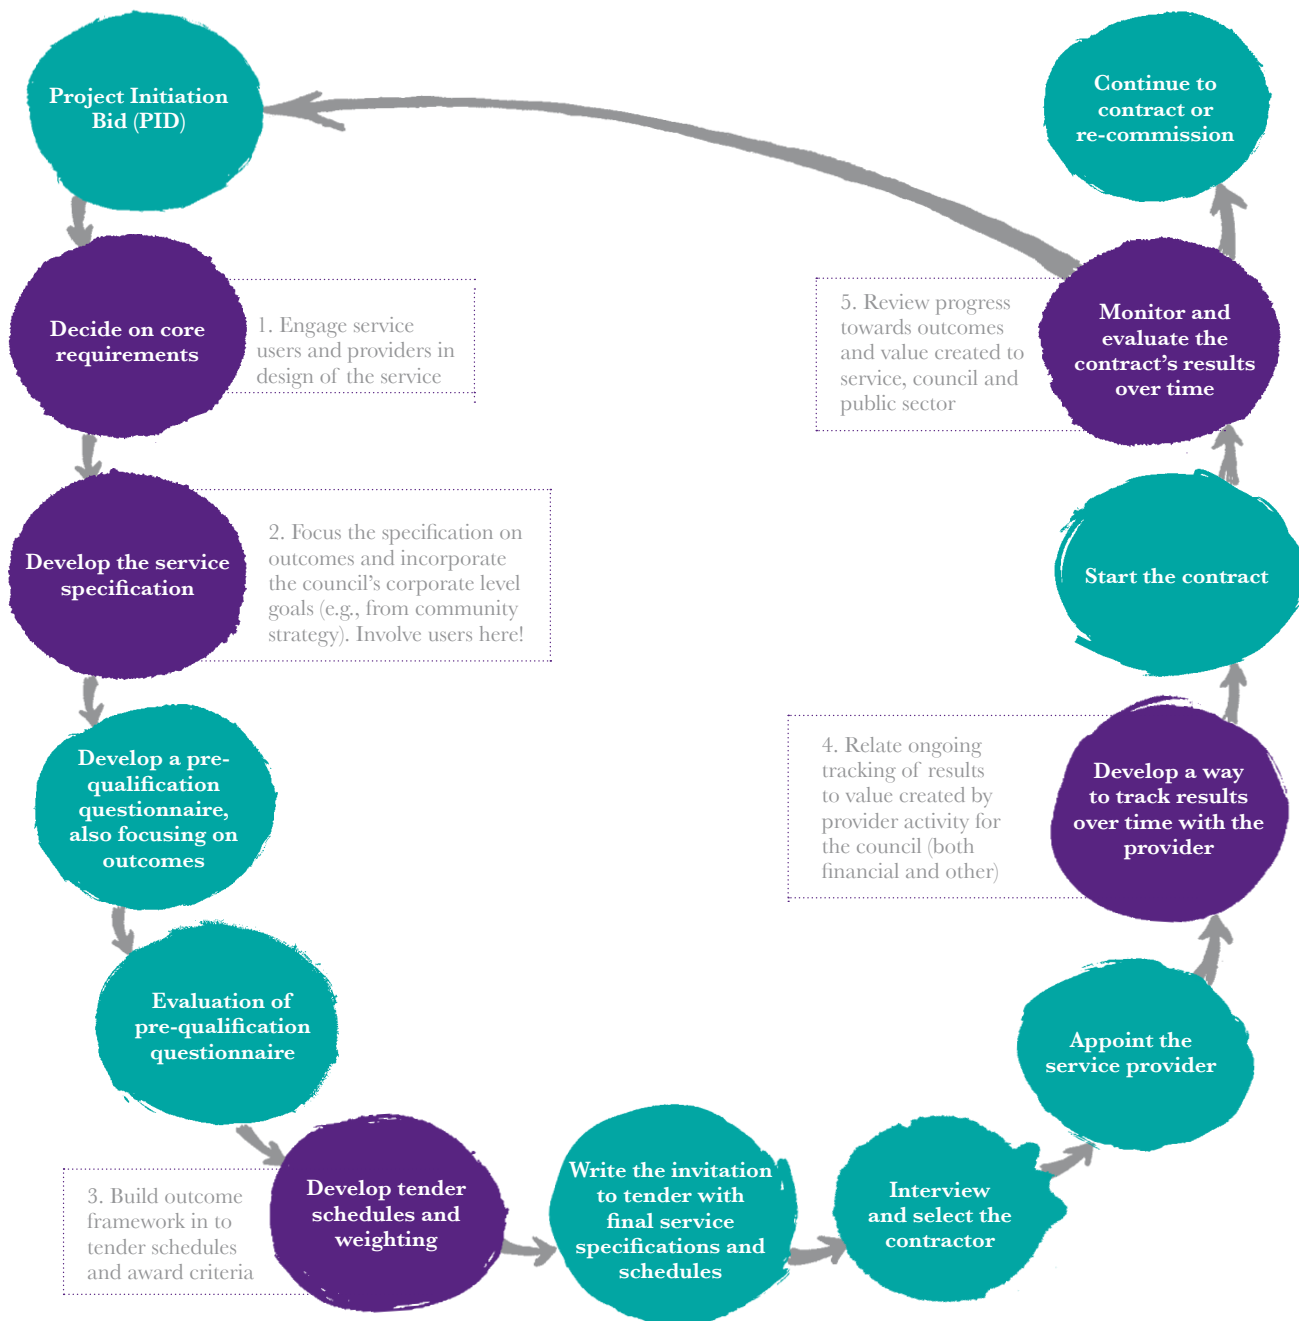 Project Initiation
Bid (PID)
Decide on core
requirements
1. Engage service
users and providers in
design of the service
Develop the service
specification
2. Focus the specification on
outcomes and incorporate
the council’s corporate level
goals (e.g., from community
strategy). Involve users here!
Develop a pre-
qualification
questionnaire,
also focusing on
outcomes
Evaluation of
pre-qualification
questionnaire
3. Build outcome
framework in to
tender schedules
and award criteria
Develop tender
schedules and
weighting
Write the invitation
to tender with
final service
specifications and
schedules
Interview
and select the
contractor
Appoint the
service provider
4. Relate ongoing
tracking of results
to value created by
provider activity for
the council (both
financial and other)
Develop a way
to track results
over time with the
provider
Start the contract
5. Review progress
towards outcomes
and value created to
service, council and
public sector
Monitor and
evaluate the
contract’s results
over time
Continue to
contract or
re-commission